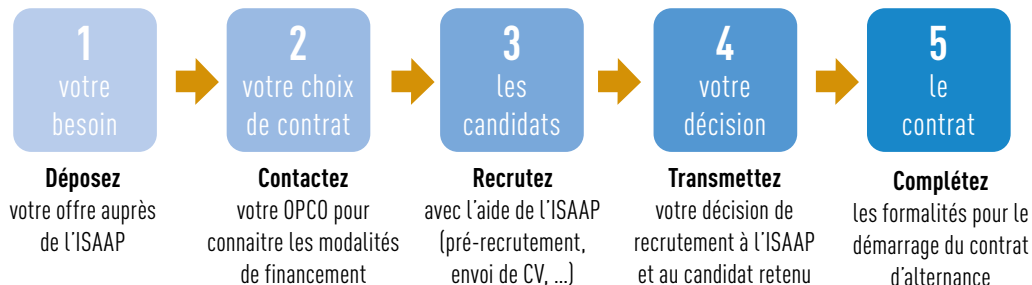 1
votre
besoin
Déposez
votre offre auprès
de l'ISAAP
2
votre choix
de contrat
Contactez
votre OPCO pour
connaitre les modalités
de financement
3
les
candidats
Recrutez
avec l'aide de l'ISAAP
(pré-recrutement,
envoi de CV, ...)
4
votre
décision
Transmettez
votre décision de
recrutement à l'ISAAP
et au candidat retenu
5
le
contrat
Complétez
les formalités pour le
démarrage du contrat
d'alternance